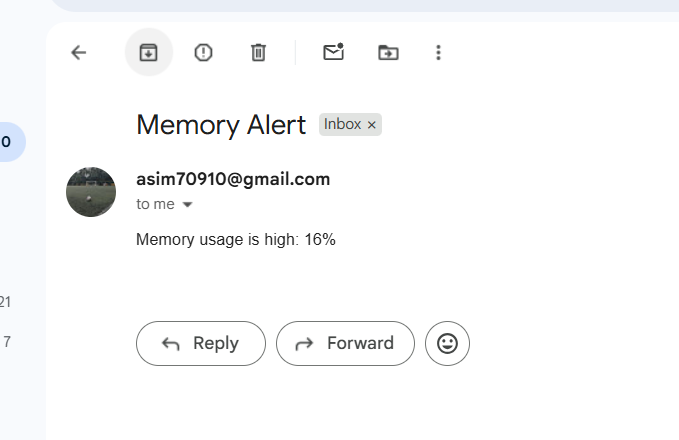 Memory Alert Inbox ×
0
asim70910@gmail.com
to me
Memory usage is high: 16%
21
7
Reply Forward